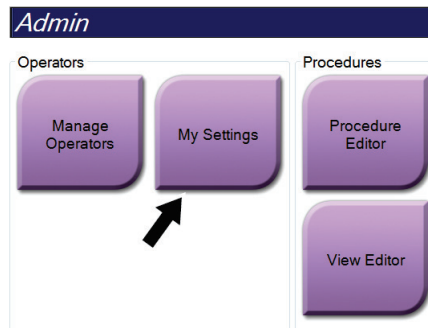 Admin
Operators
Manage
Operators
My Settings
Procedures
Procedure
Editor
View Editor